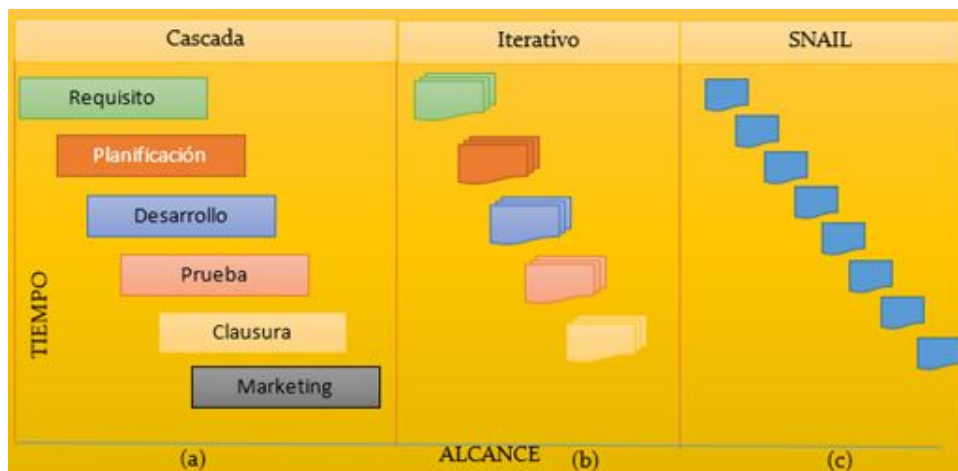 Cascada
Iterativo
SNAIL
Requisito
Planificación
Desarrollo
Prueba
Clausura
Marketing
TIEMPO
ALCANCE
(a)
(b)
(c)